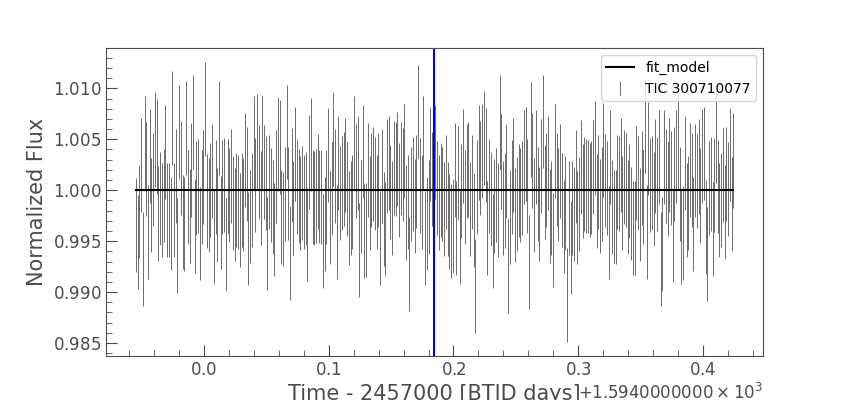 Normalized Flux
1.010
1.005
1.000
0.995
0.990
0.985
fit_model
TIC 300710077
0.0 0.1 0.2 0.3 0.4
Time - 2457000 [BTJD days]
+1.5940000000 × 10³